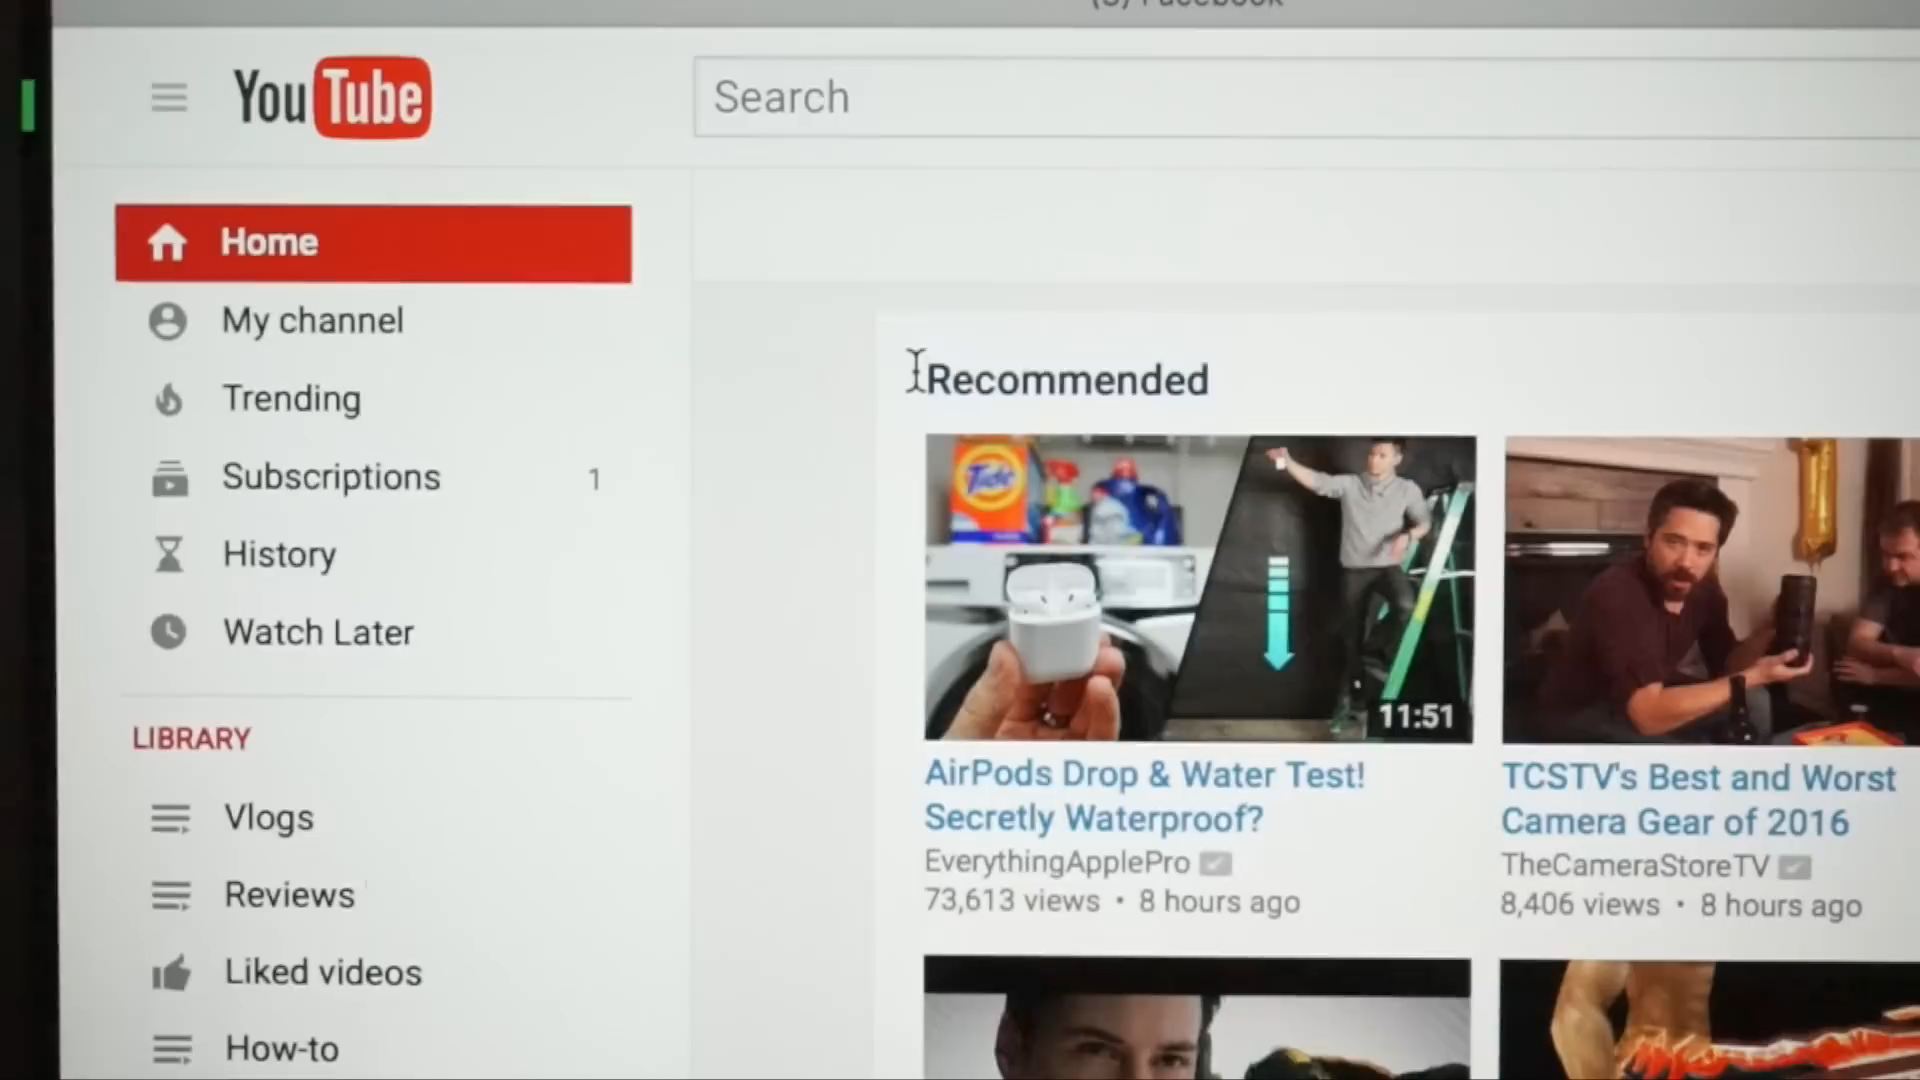 YouTube
Search
Home
My channel
Trending
Subscriptions 1
History
Watch Later
LIBRARY
Vlogs
Reviews
Liked videos
How-to
Recommended
Tide
11:51
AirPods Drop & Water Test!
Secretly Waterproof?
EverythingApplePro
73,613 views • 8 hours ago
TCSTV's Best and Worst
Camera Gear of 2016
TheCameraStoreTV
8,406 views • 8 hours ago